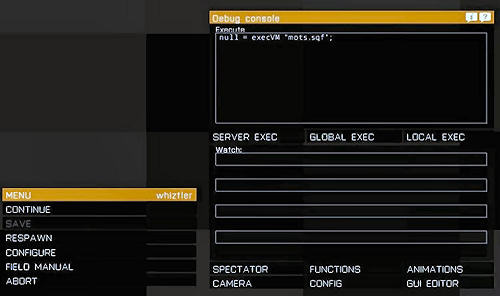 Debug console
Execute
null = execVM "mots.sqf";
SERVER EXEC GLOBAL EXEC LOCAL EXEC
Watch:
MENU whiztler
CONTINUE
SAVE
RESPAWN
CONFIGURE
FIELD MANUAL
ABORT
SPECTATOR FUNCTIONS ANIMATIONS
CAMERA CONFIG GUI EDITOR